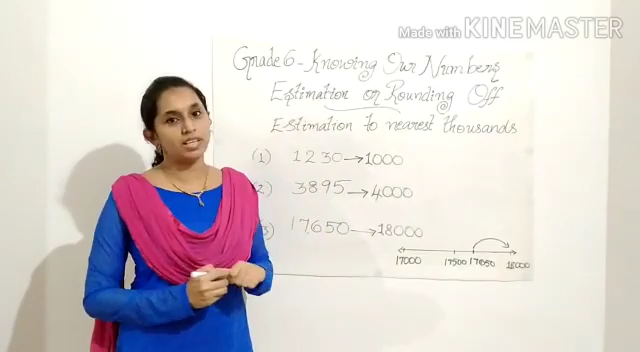 Made with KINEMASTER
Grade 6 - Knowing Our Numbers
Estimation or Rounding Off
Estimation to nearest thousands
(1) 1230 → 1000
(2) 3895 → 4000
3) 17650 → 18000
17000 17500 17650 18000